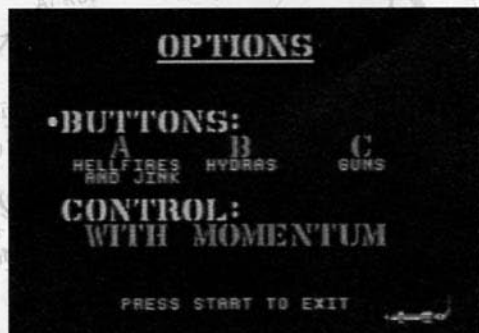 OPTIONS
•BUTTONS:
A B C
HELLFIRES HYDRAS GUNS
AND JINK
CONTROL:
WITH MOMENTUM
PRESS START TO EXIT